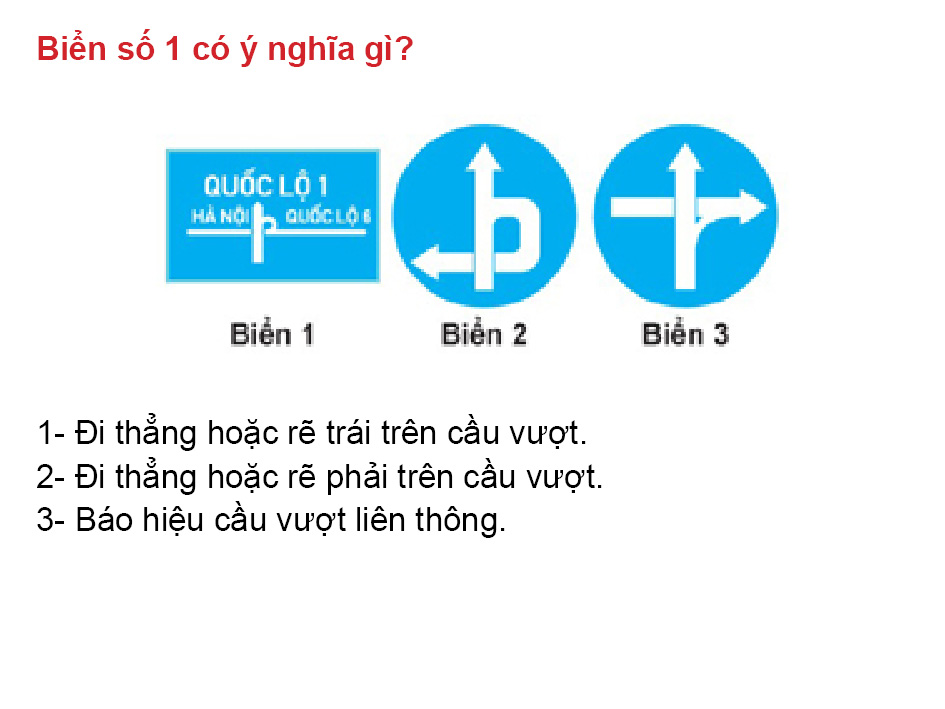 Biển số 1 có ý nghĩa gì?
QUỐC LỘ 1
HÀ NỘI QUỐC LỘ 6
Biển 1 Biển 2 Biển 3
1- Đi thẳng hoặc rẽ trái trên cầu vượt.
2- Đi thẳng hoặc rẽ phải trên cầu vượt.
3- Báo hiệu cầu vượt liên thông.